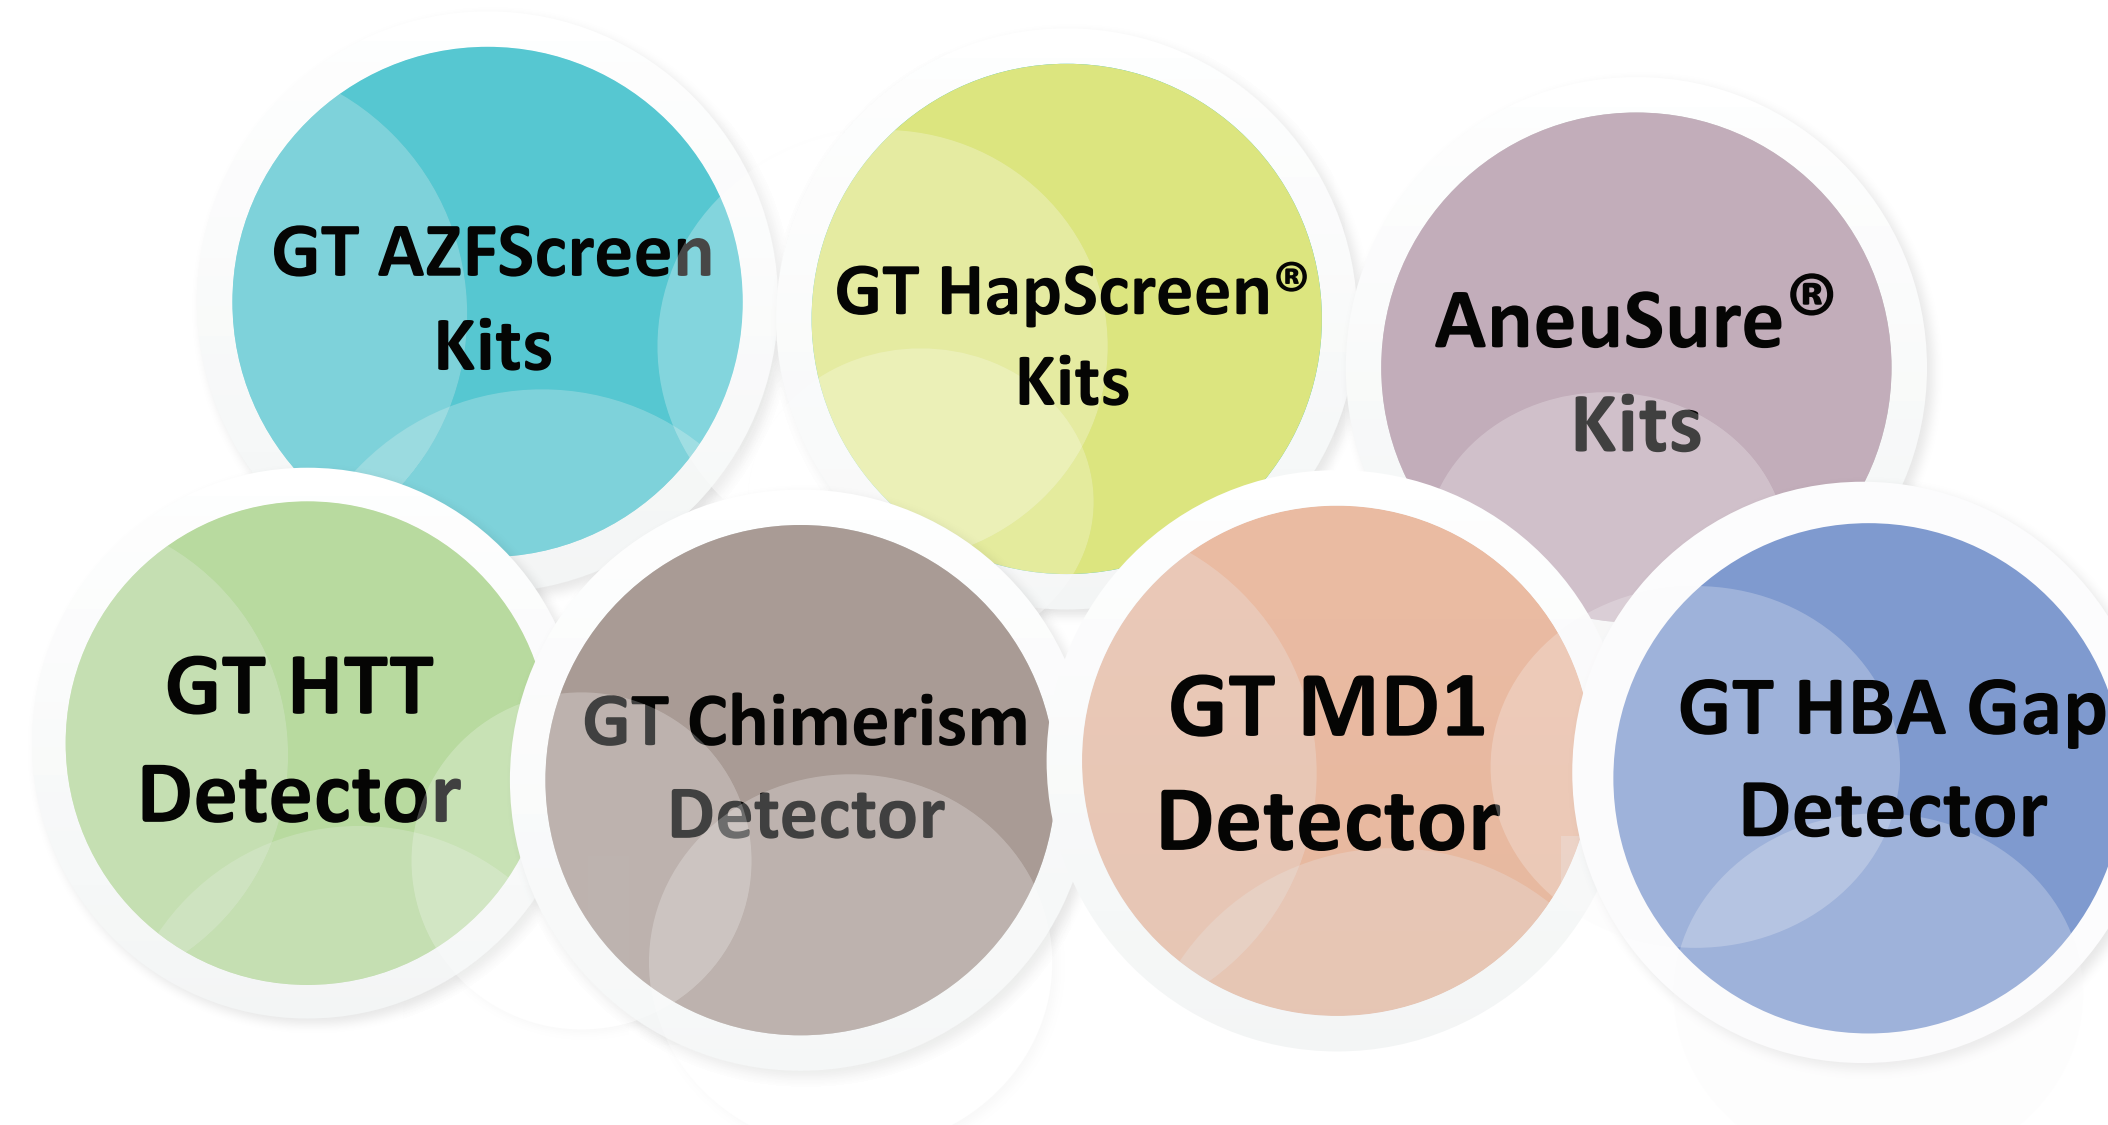 GT AZFScreen
Kits
GT HapScreen®
Kits
AneuSure®
Kits
GT HTT
Detector
GT Chimerism
Detector
GT MD1
Detector
GT HBA Gap
Detector